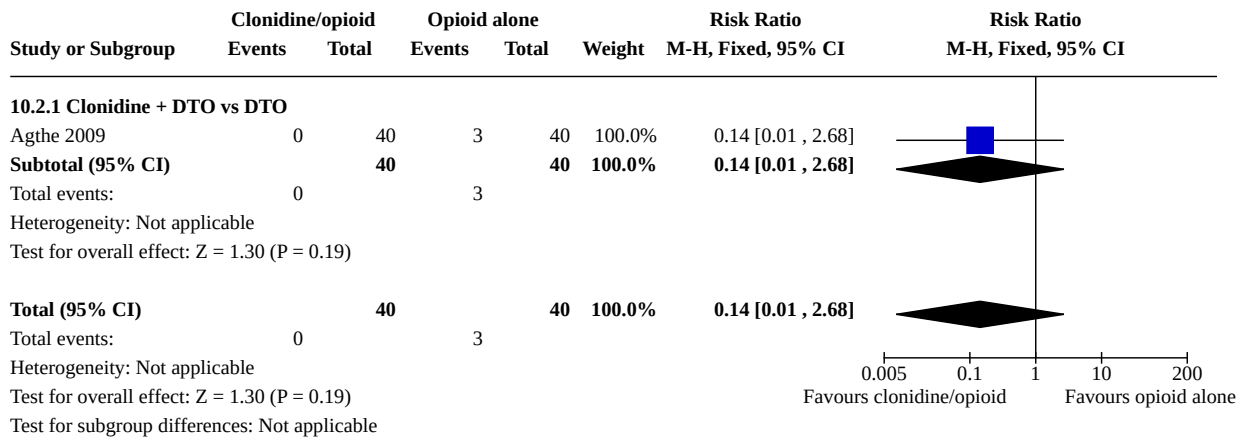 Clonidine/opioid Opioid alone Risk Ratio Risk Ratio
Study or Subgroup Events Total Events Total Weight M-H, Fixed, 95% CI M-H, Fixed, 95% CI
10.2.1 Clonidine + DTO vs DTO
Agthe 2009 0 40 3 40 100.0% 0.14 [0.01 , 2.68]
Subtotal (95% CI) 40 40 100.0% 0.14 [0.01 , 2.68]
Total events: 0 3
Heterogeneity: Not applicable
Test for overall effect: Z = 1.30 (P = 0.19)
Total (95% CI) 40 40 100.0% 0.14 [0.01 , 2.68]
Total events: 0 3
Heterogeneity: Not applicable
0.005 0.1 1 10 200
Test for overall effect: Z = 1.30 (P = 0.19)
Favours clonidine/opioid Favours opioid alone
Test for subgroup differences: Not applicable